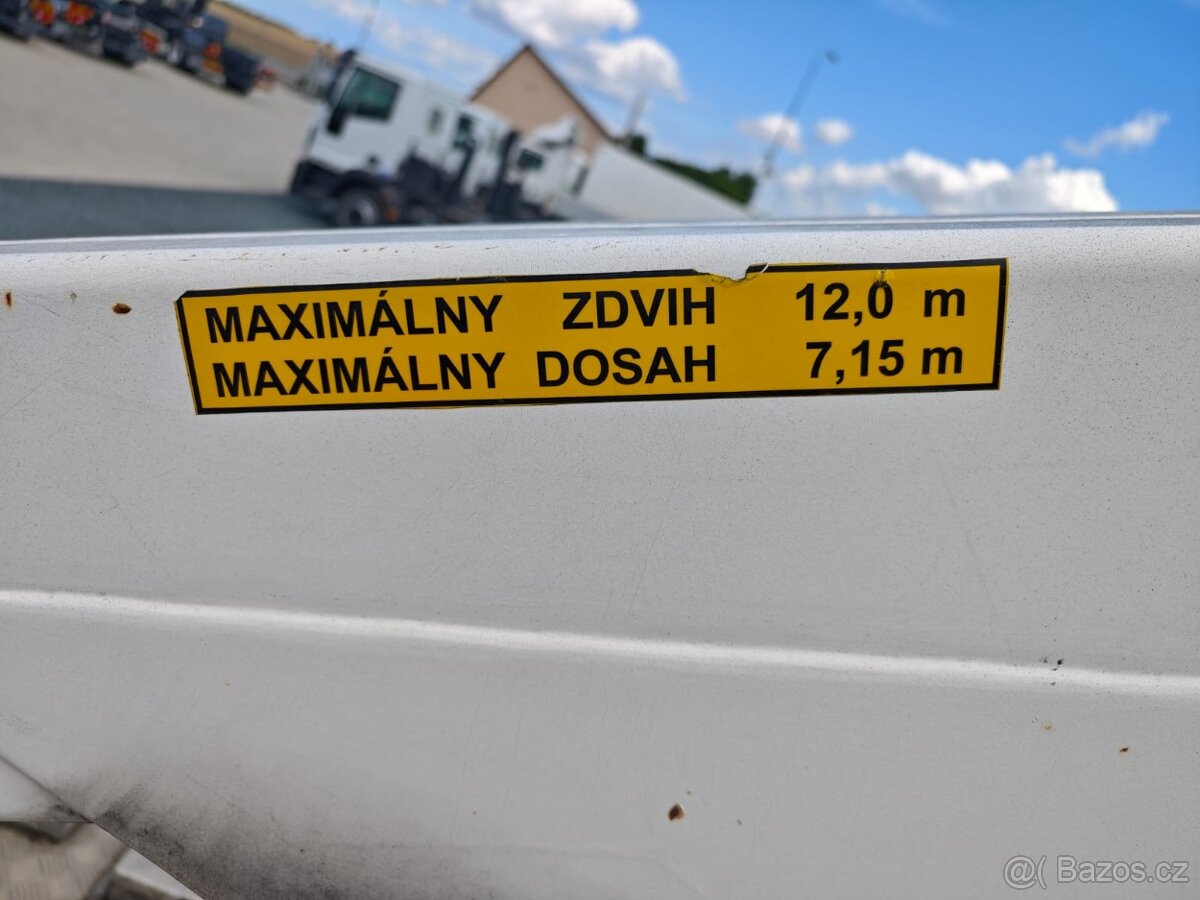 MAXIMÁLNY ZDVIH 12,0 m
MAXIMÁLNY DOSAH 7,15 m
@( Bazos.cz